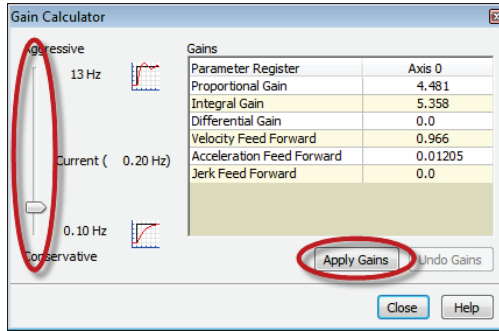 Gain Calculator
Aggressive
13 Hz
Current ( 0.20 Hz)
0.10 Hz
Conservative
Gains
Parameter Register Axis 0
Proportional Gain 4.481
Integral Gain 5.358
Differential Gain 0.0
Velocity Feed Forward 0.966
Acceleration Feed Forward 0.01205
Jerk Feed Forward 0.0
Apply Gains Undo Gains
Close Help